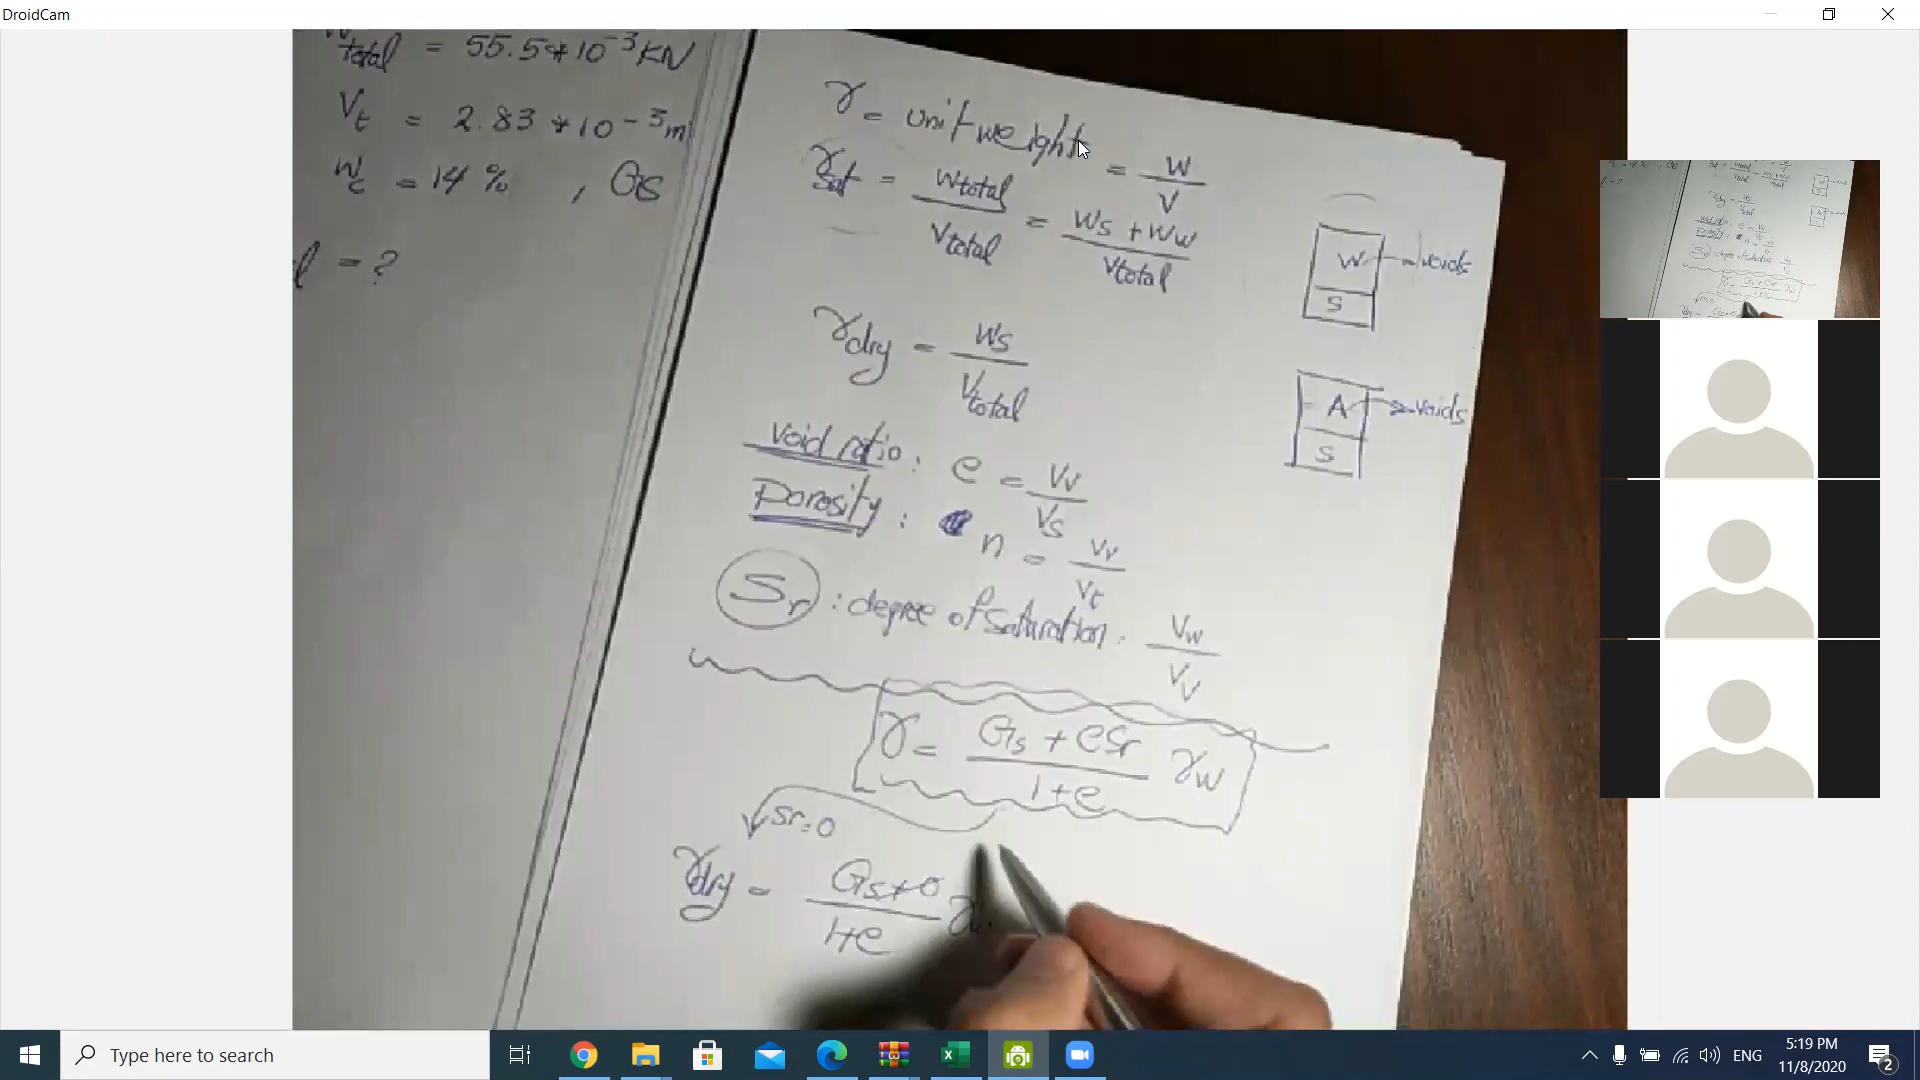 DroidCam
Wtotal = 55.5*10⁻³ KN
Vt = 2.83 *10⁻³m
Wc = 14 % , Gs
= ?
γ = unit weight = W/V
γsat = Wtotal/Vtotal = Ws + Ww/Vtotal
W → voids
S
γdry = Ws/Vtotal
A → voids
S
Void ratio : e = Vv/Vs
Porosity : n = Vv/Vt
Sr : degree of saturation : Vw/Vv
γ = Gs + eSr/1+e γw
Sr=0
γdry = Gs+0/1+e
Type here to search
ENG
5:19 PM
11/8/2020
2